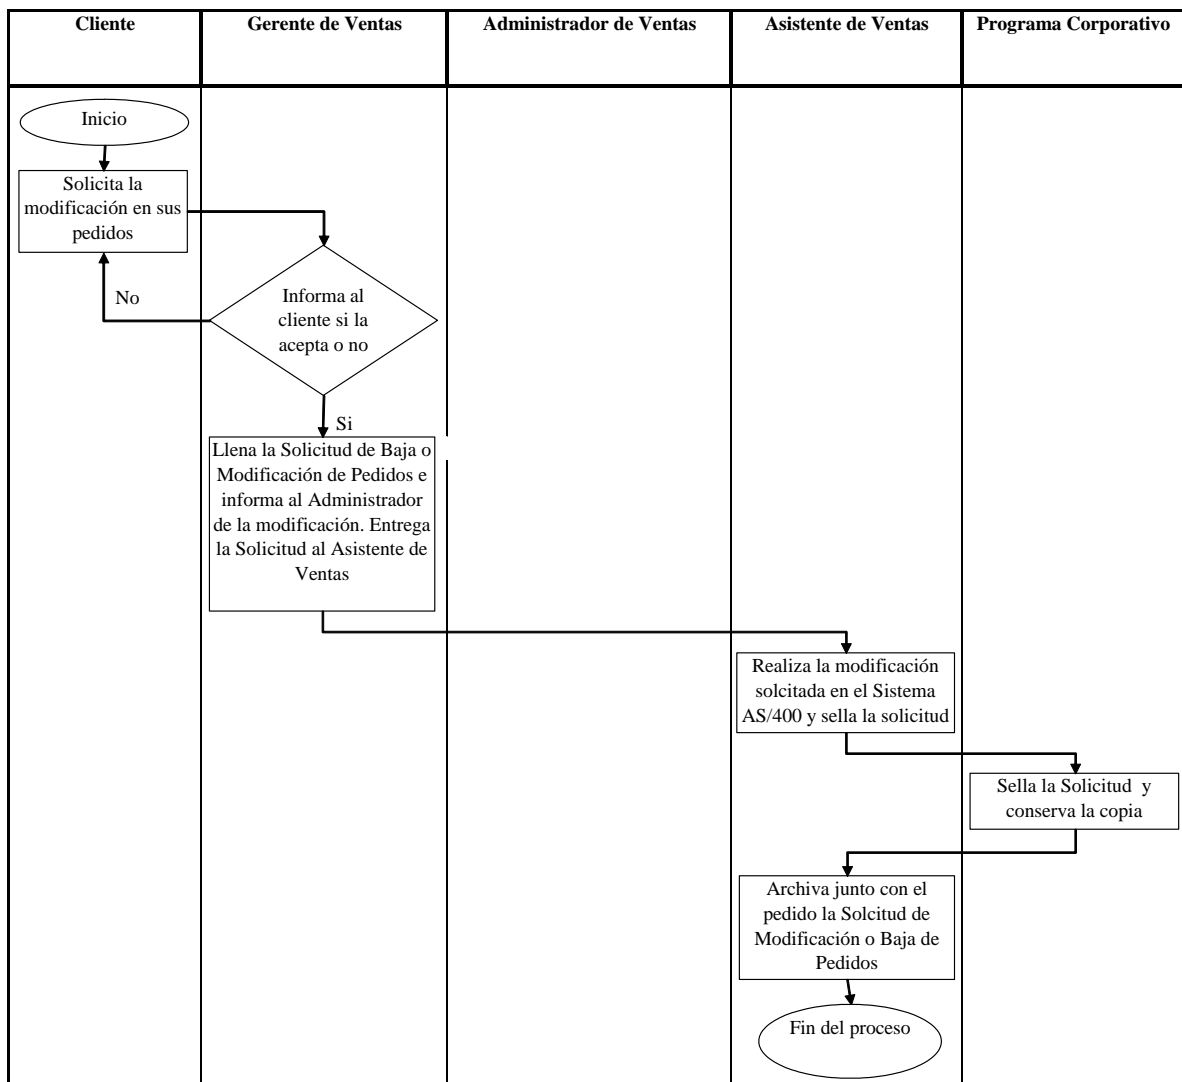 Cliente
Gerente de Ventas
Administrador de Ventas
Asistente de Ventas
Programa Corporativo
Inicio
Solicita la
modificación en sus
pedidos
No
Informa al
cliente si la
acepta o no
Si
Llena la Solicitud de Baja o
Modificación de Pedidos e
informa al Administrador
de la modificación. Entrega
la Solicitud al Asistente de
Ventas
Realiza la modificación
solcitada en el Sistema
AS/400 y sella la solicitud
Sella la Solicitud y
conserva la copia
Archiva junto con el
pedido la Solcitud de
Modificación o Baja de
Pedidos
Fin del proceso